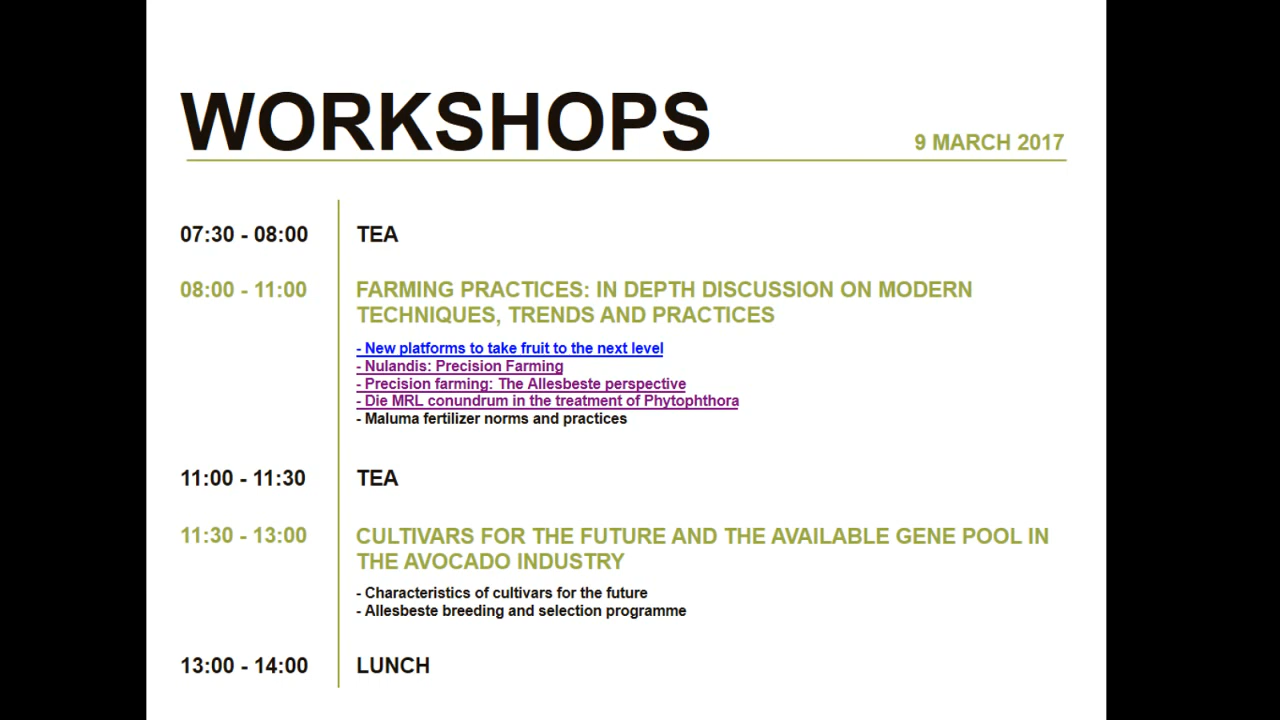 WORKSHOPS
9 MARCH 2017
07:30 - 08:00 TEA
08:00 - 11:00 FARMING PRACTICES: IN DEPTH DISCUSSION ON MODERN
TECHNIQUES, TRENDS AND PRACTICES
- New platforms to take fruit to the next level
- Nulandis: Precision Farming
- Precision farming: The Allesbeste perspective
- Die MRL conundrum in the treatment of Phytophthora
- Maluma fertilizer norms and practices
11:00 - 11:30 TEA
11:30 - 13:00 CULTIVARS FOR THE FUTURE AND THE AVAILABLE GENE POOL IN
THE AVOCADO INDUSTRY
- Characteristics of cultivars for the future
- Allesbeste breeding and selection programme
13:00 - 14:00 LUNCH